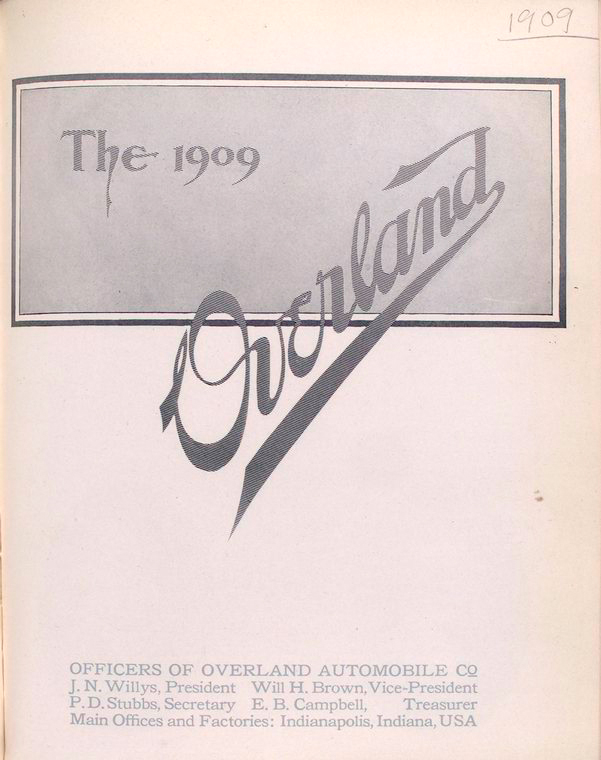 1909
The 1909
Overland
OFFICERS OF OVERLAND AUTOMOBILE CO
J. N. Willys, President Will H. Brown, Vice-President
P. D. Stubbs, Secretary E. B. Campbell, Treasurer
Main Offices and Factories: Indianapolis, Indiana, USA